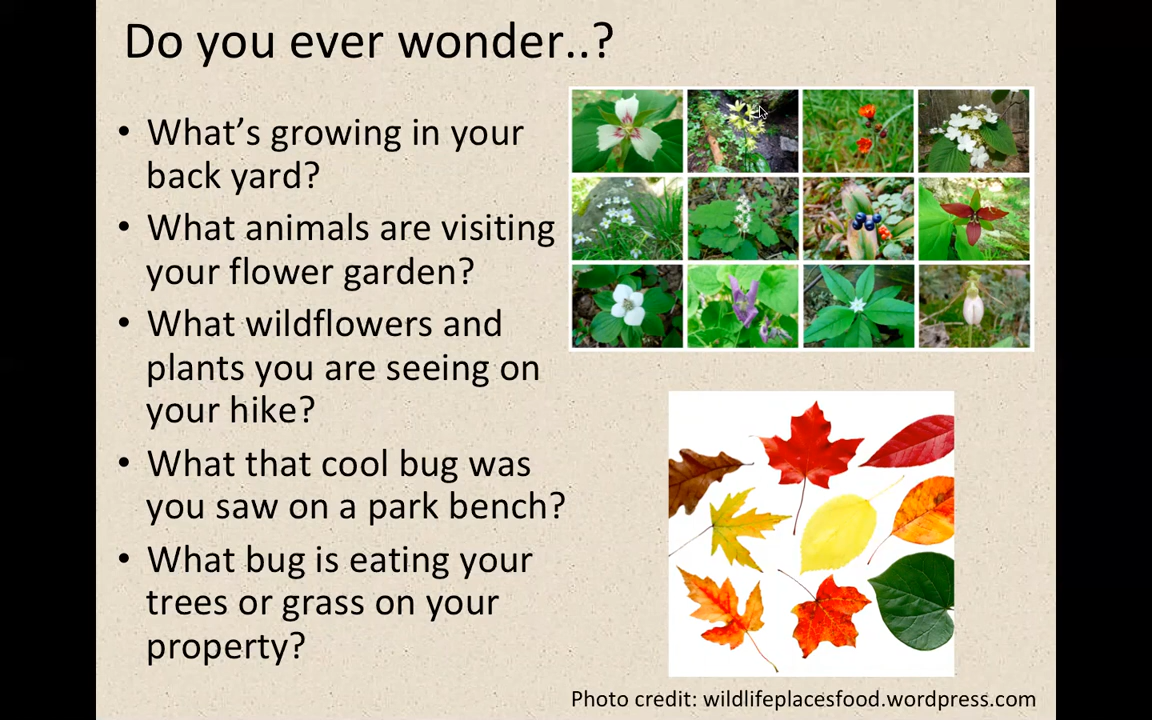 Do you ever wonder..?
• What’s growing in your
back yard?
• What animals are visiting
your flower garden?
• What wildflowers and
plants you are seeing on
your hike?
• What that cool bug was
you saw on a park bench?
• What bug is eating your
trees or grass on your
property?
Photo credit: wildlifeplacesfood.wordpress.com